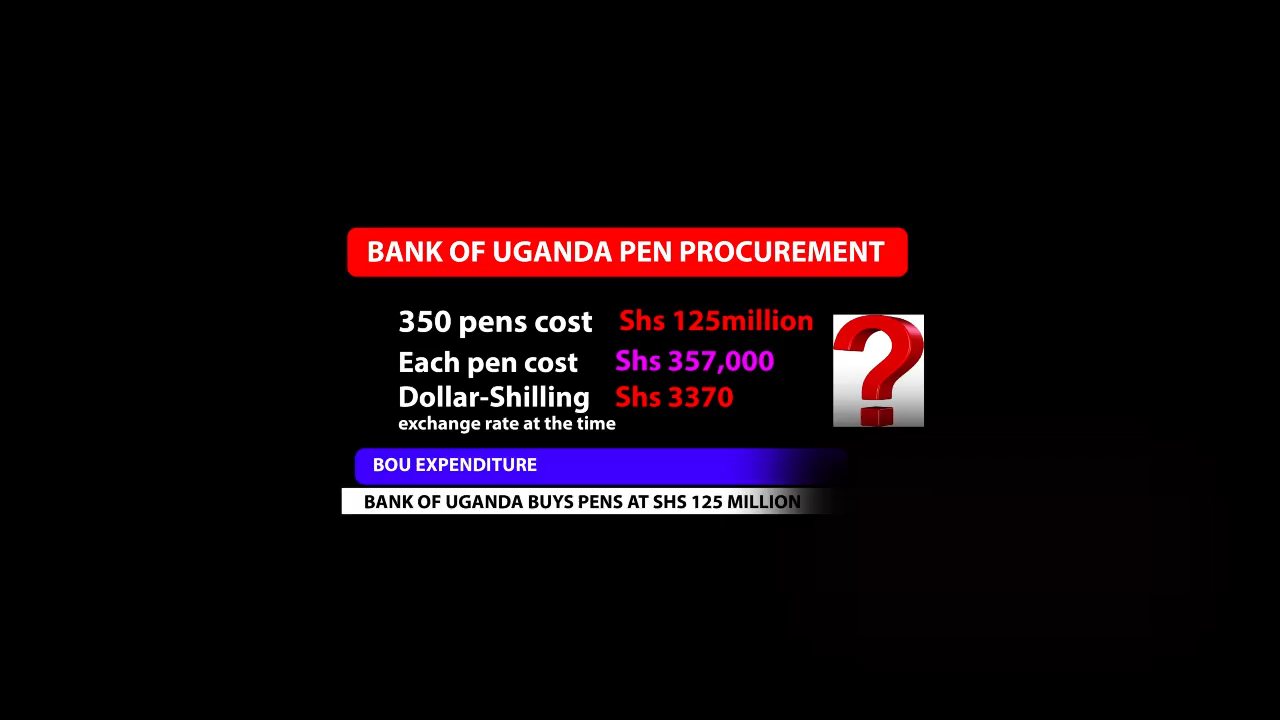 BANK OF UGANDA PEN PROCUREMENT
350 pens cost Shs 125million
Each pen cost Shs 357,000
Dollar-Shilling Shs 3370
exchange rate at the time
BOU EXPENDITURE
BANK OF UGANDA BUYS PENS AT SHS 125 MILLION